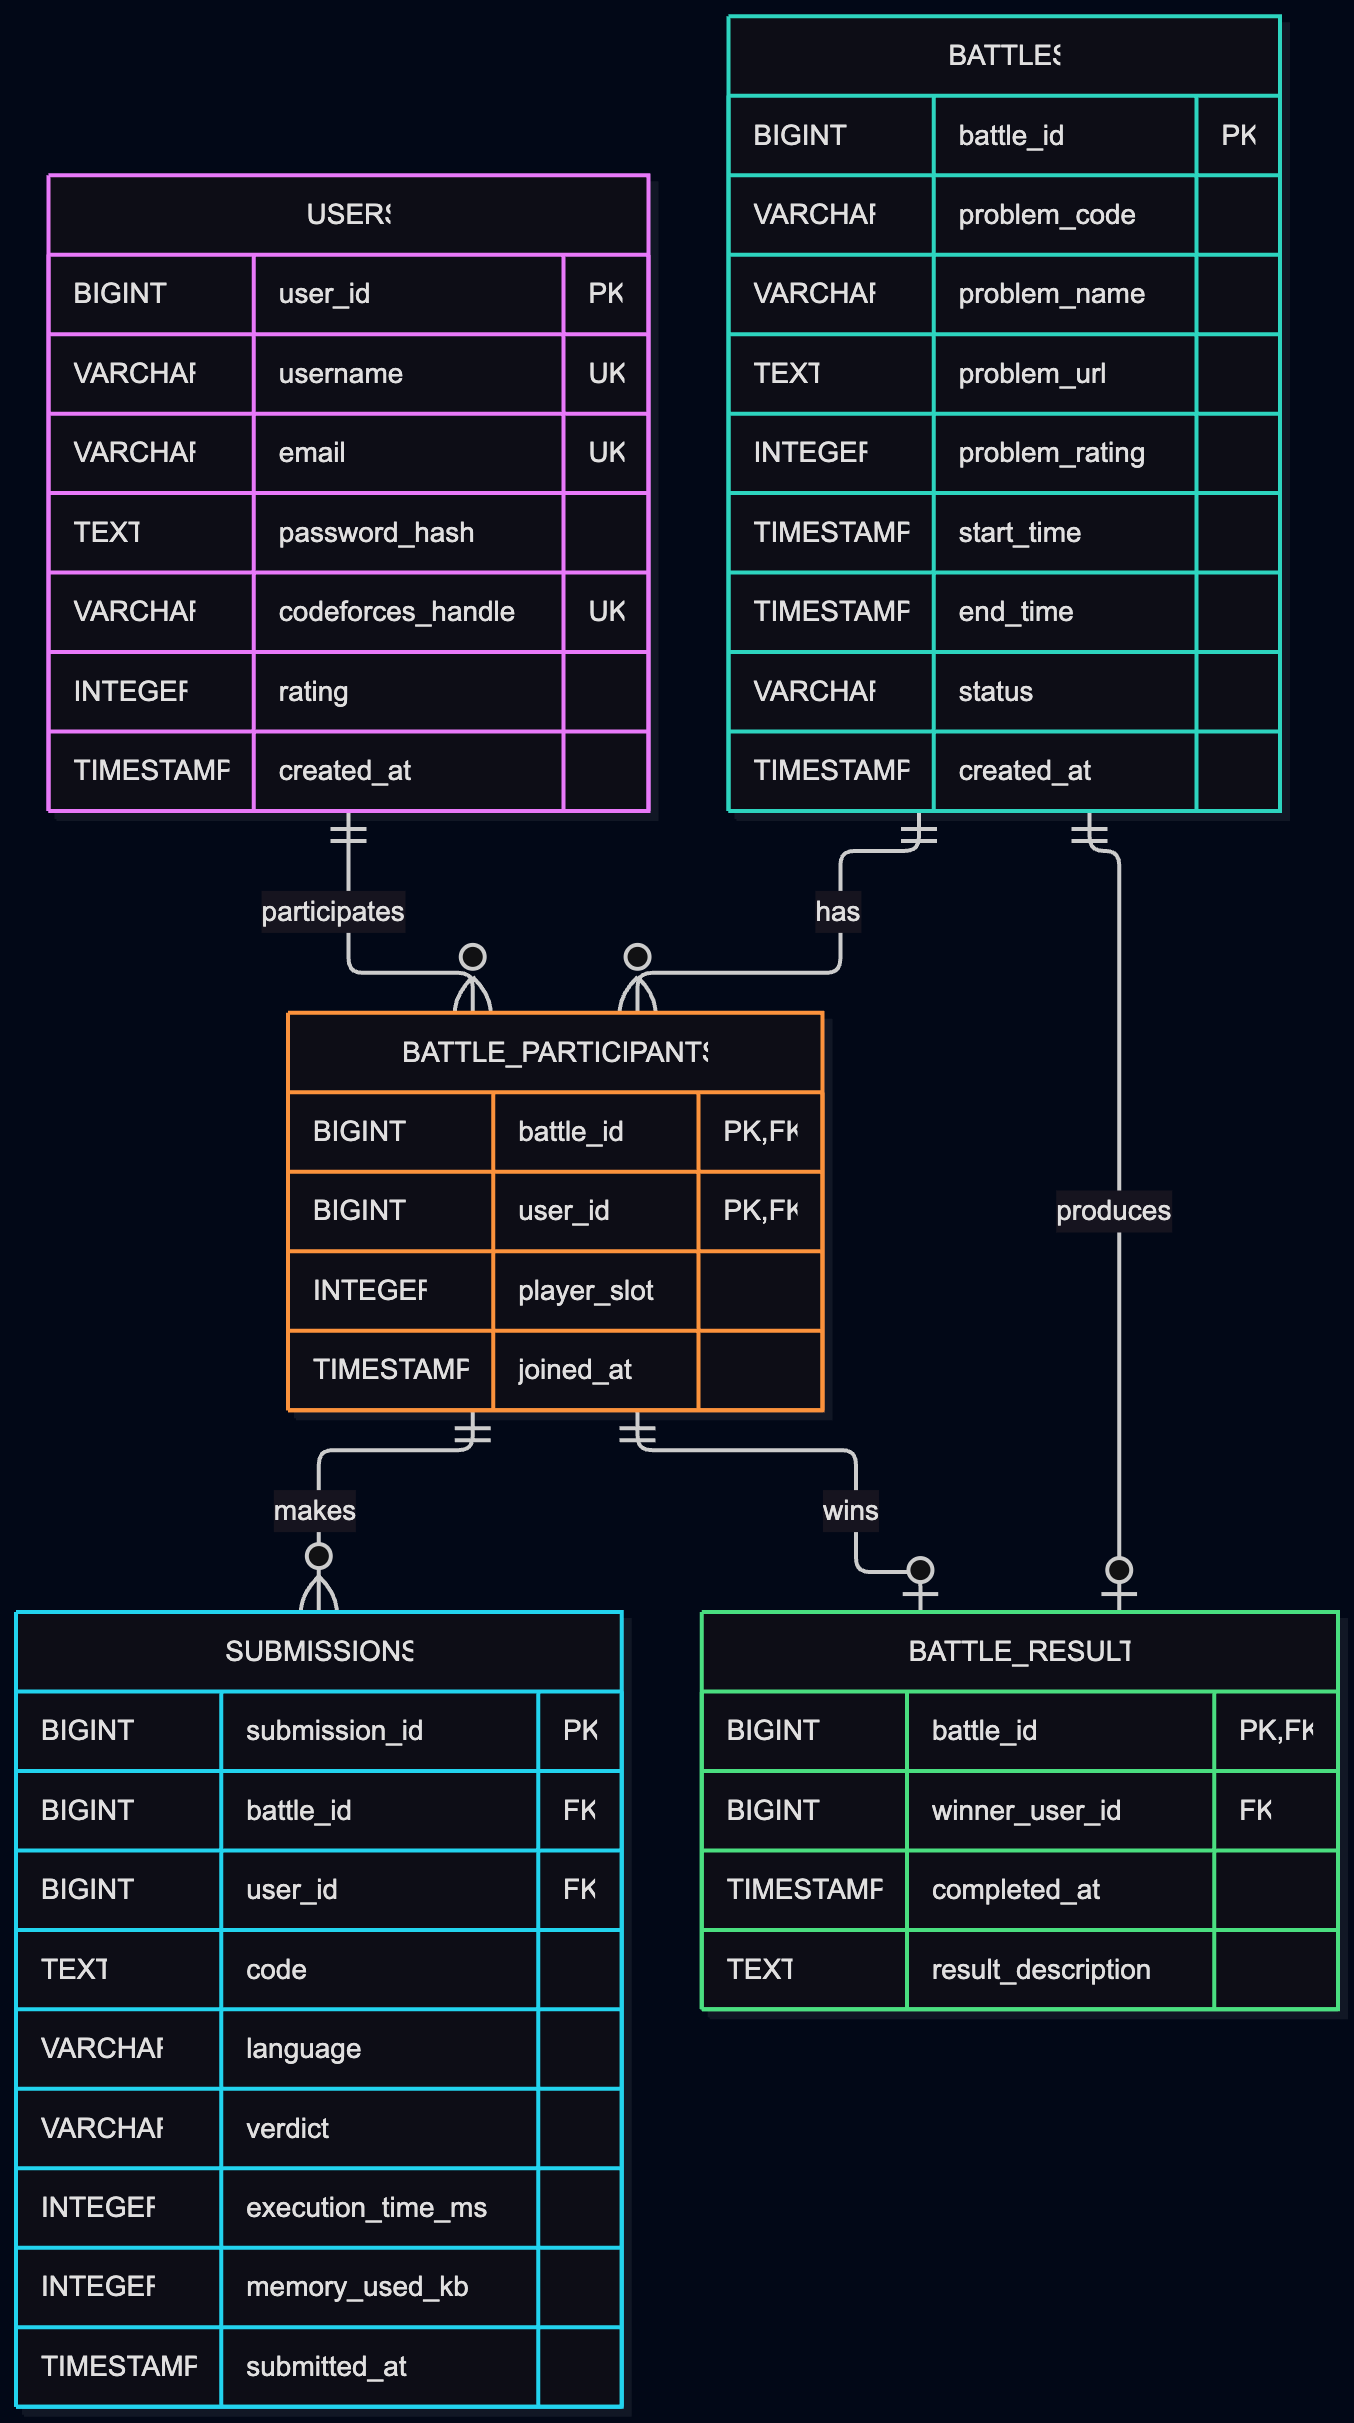 BATTLES
BIGINT battle_id PK
VARCHAR problem_code
VARCHAR problem_name
TEXT problem_url
INTEGER problem_rating
TIMESTAMP start_time
TIMESTAMP end_time
VARCHAR status
TIMESTAMP created_at
USERS
BIGINT user_id PK
VARCHAR username UK
VARCHAR email UK
TEXT password_hash
VARCHAR codeforces_handle UK
INTEGER rating
TIMESTAMP created_at
participates
has
BATTLE_PARTICIPANTS
BIGINT battle_id PK,FK
BIGINT user_id PK,FK
INTEGER player_slot
TIMESTAMP joined_at
produces
makes
wins
SUBMISSIONS
BIGINT submission_id PK
BIGINT battle_id FK
BIGINT user_id FK
TEXT code
VARCHAR language
VARCHAR verdict
INTEGER execution_time_ms
INTEGER memory_used_kb
TIMESTAMP submitted_at
BATTLE_RESULT
BIGINT battle_id PK,FK
BIGINT winner_user_id FK
TIMESTAMP completed_at
TEXT result_description